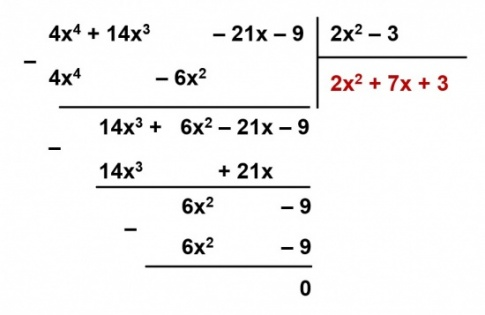 4x⁴ + 14x³ – 21x – 9 2x² – 3
–
4x⁴ – 6x² 2x² + 7x + 3
14x³ + 6x² – 21x – 9
–
14x³ + 21x
6x² – 9
–
6x² – 9
0